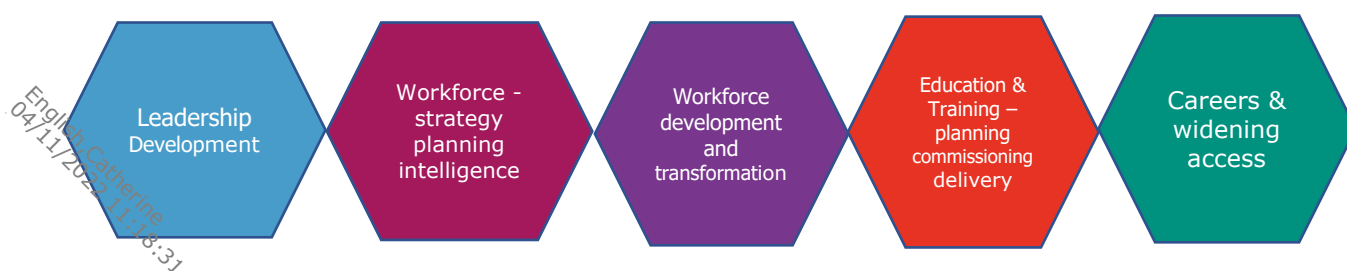 Leadership
Development
Workforce -
strategy
planning
intelligence
Workforce
development
and
transformation
Education &
Training –
planning
commissioning
delivery
Careers &
widening
access
English,Catherine
04/11/2022 11:18:31